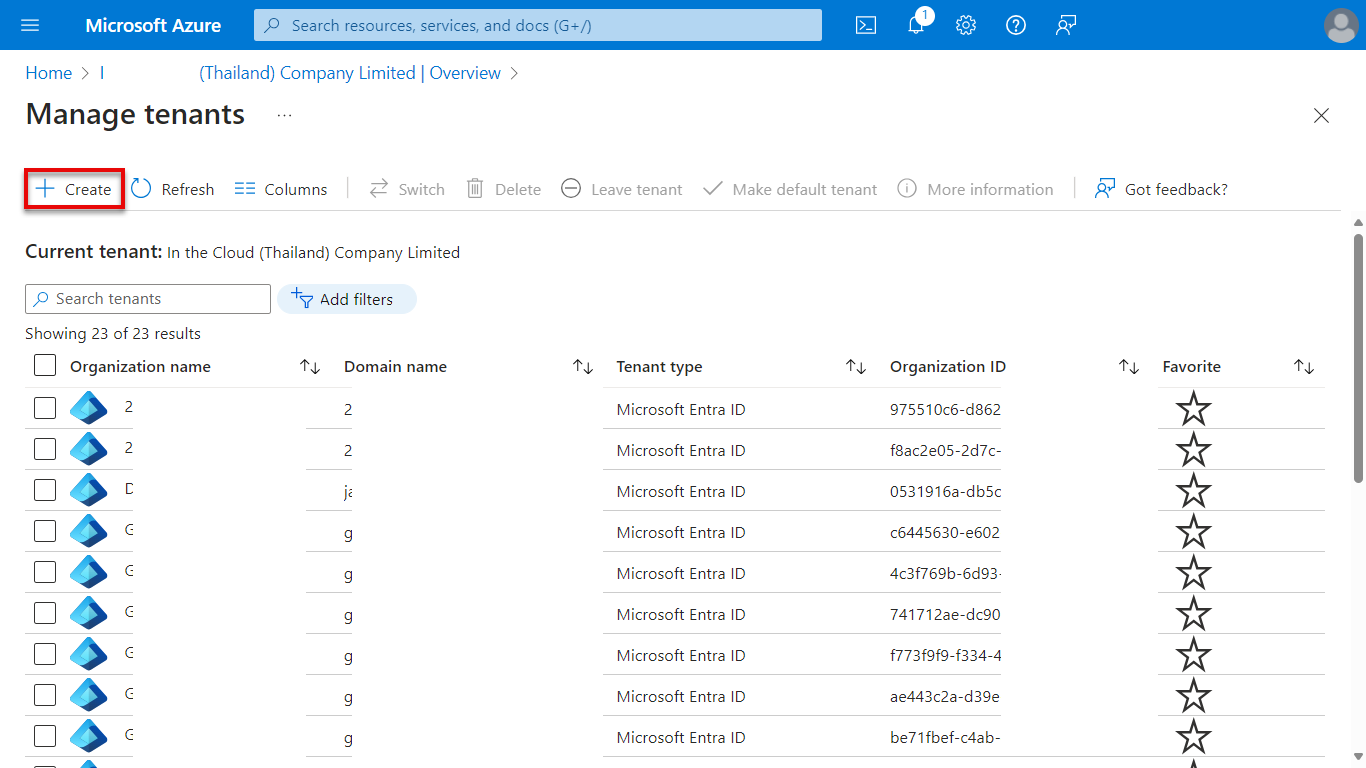 Microsoft Azure Search resources, services, and docs (G+/) 1
Home > I (Thailand) Company Limited | Overview >
Manage tenants ...
Create Refresh Columns Switch Delete Leave tenant Make default tenant More information Got feedback?
Current tenant: In the Cloud (Thailand) Company Limited
Search tenants Add filters
Showing 23 of 23 results
Organization name Domain name Tenant type Organization ID Favorite
2 2 Microsoft Entra ID 975510c6-d862
2 2 Microsoft Entra ID f8ac2e05-2d7c-
D ja Microsoft Entra ID 0531916a-db5c
G g Microsoft Entra ID c6445630-e602
G g Microsoft Entra ID 4c3f769b-6d93-
G g Microsoft Entra ID 741712ae-dc90
G g Microsoft Entra ID f773f9f9-f334-4
G g Microsoft Entra ID ae443c2a-d39e
G g Microsoft Entra ID be71fbef-c4ab-